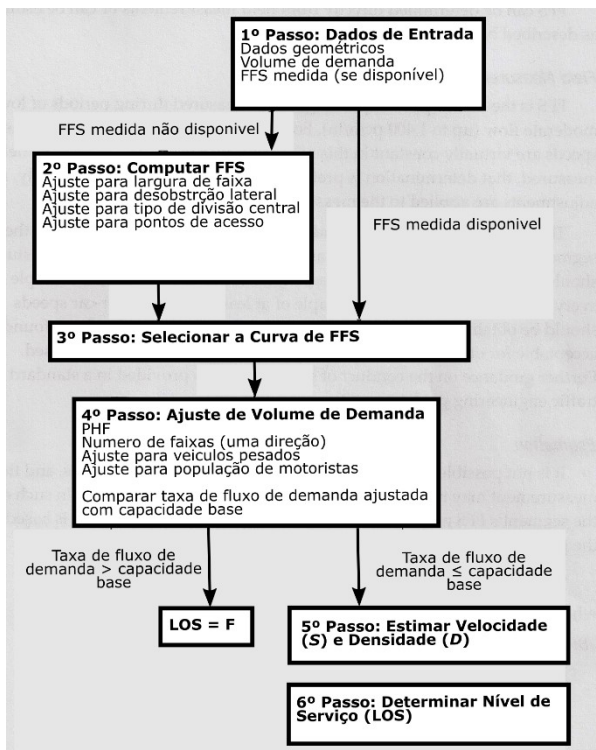 1º Passo: Dados de Entrada
Dados geométricos
Volume de demanda
FFS medida (se disponível)
FFS medida não disponivel
2º Passo: Computar FFS
Ajuste para largura de faixa
Ajuste para desobstrção lateral
Ajuste para tipo de divisão central
Ajuste para pontos de acesso
FFS medida disponivel
3º Passo: Selecionar a Curva de FFS
4º Passo: Ajuste de Volume de Demanda
PHF
Numero de faixas (uma direção)
Ajuste para veiculos pesados
Ajuste para população de motoristas
Comparar taxa de fluxo de demanda ajustada
com capacidade base
Taxa de fluxo de
demanda > capacidade
base
Taxa de fluxo de
demanda ≤ capacidade
base
LOS = F
5º Passo: Estimar Velocidade
(S) e Densidade (D)
6º Passo: Determinar Nível de
Serviço (LOS)